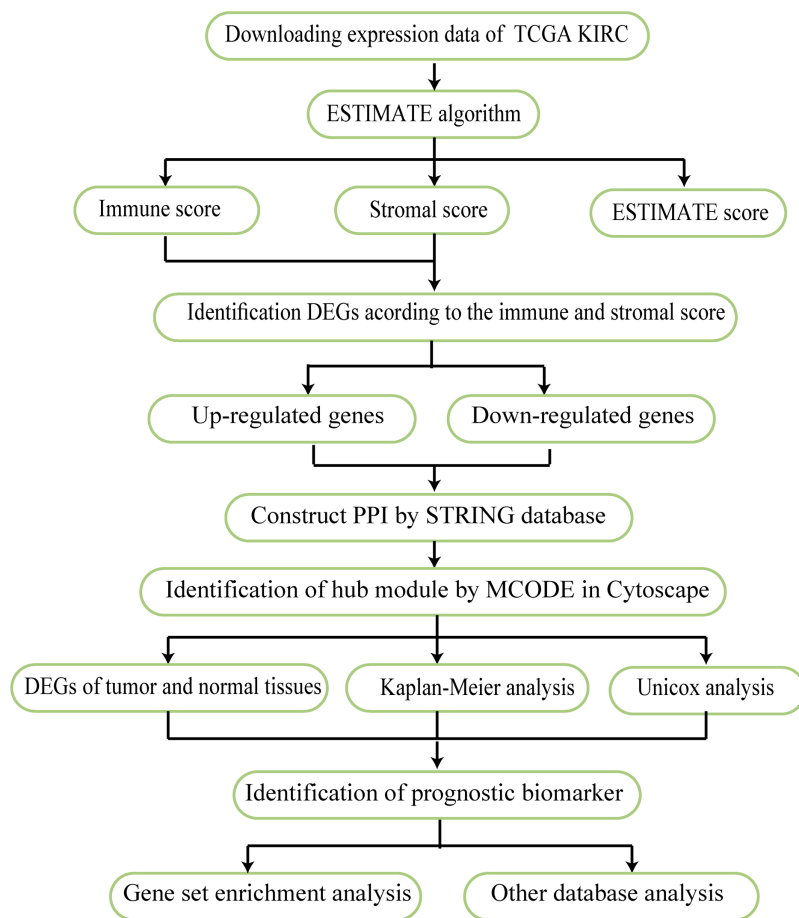 Downloading expression data of TCGA KIRC
ESTIMATE algorithm
Immune score
Stromal score
ESTIMATE score
Identification DEGs acording to the immune and stromal score
Up-regulated genes
Down-regulated genes
Construct PPI by STRING database
Identification of hub module by MCODE in Cytoscape
DEGs of tumor and normal tissues
Kaplan-Meier analysis
Unicox analysis
Identification of prognostic biomarker
Gene set enrichment analysis
Other database analysis